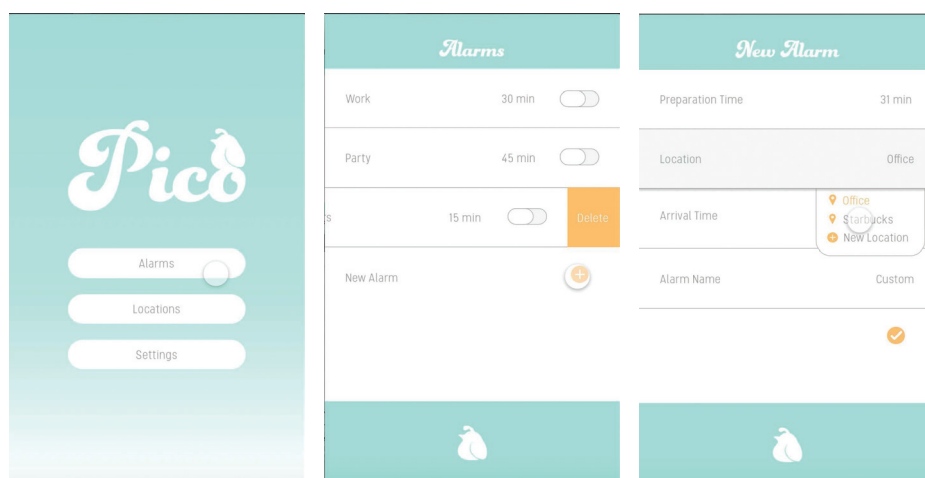 Pico
Alarms
Locations
Settings
Alarms
Work 30 min
Party 45 min
s 15 min Delete
New Alarm
New Alarm
Preparation Time 31 min
Location Office
Office
Arrival Time
Starbucks
New Location
Alarm Name Custom